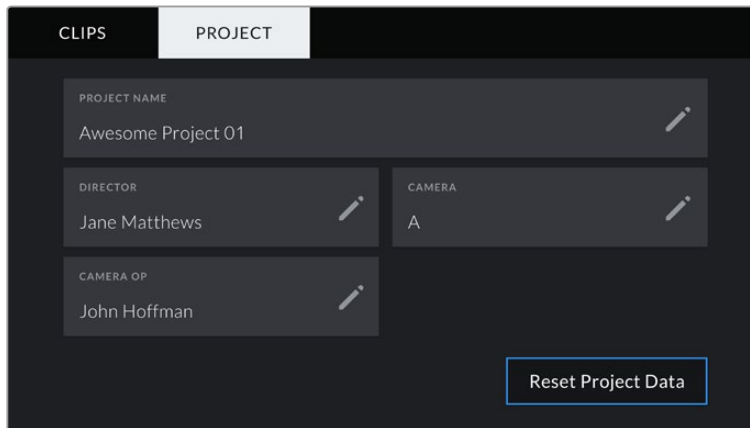 CLIPS PROJECT
PROJECT NAME
Awesome Project 01
DIRECTOR
Jane Matthews
CAMERA
A
CAMERA OP
John Hoffman
Reset Project Data